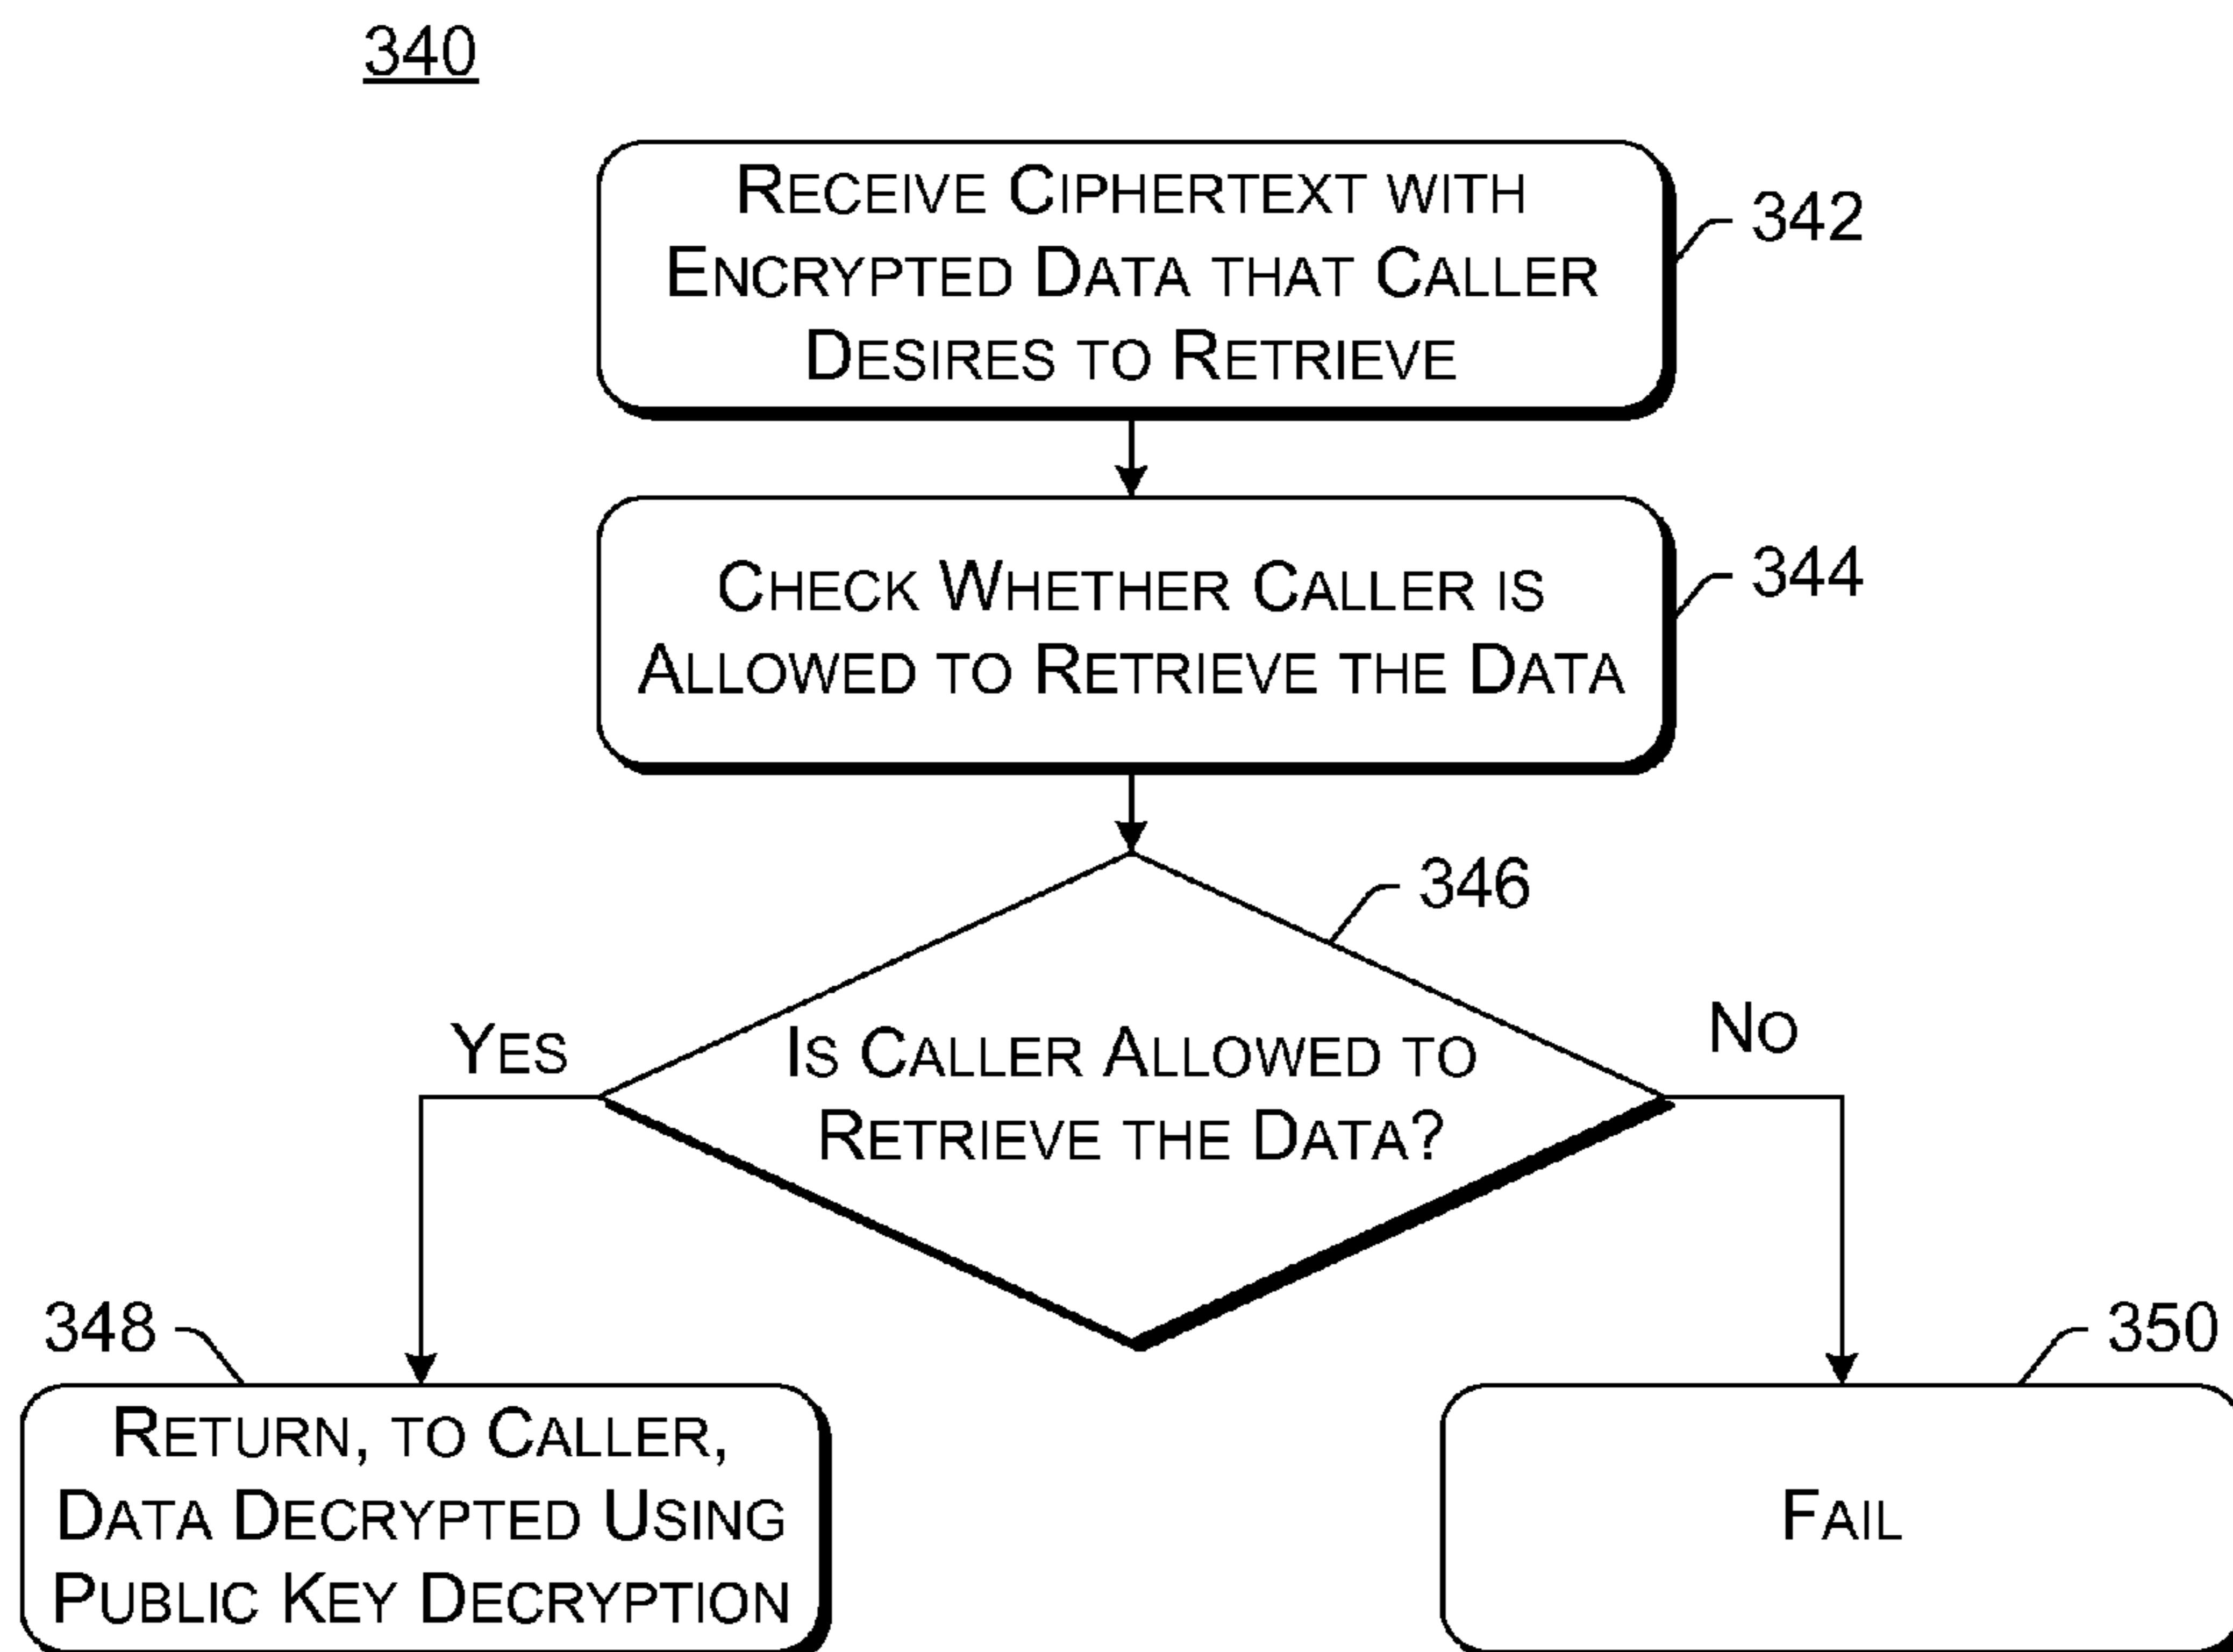 340
RECEIVE CIPHERTEXT WITH
ENCRYPTED DATA THAT CALLER
DESIRES TO RETRIEVE
342
CHECK WHETHER CALLER IS
ALLOWED TO RETRIEVE THE DATA
344
346
YES
IS CALLER ALLOWED TO
RETRIEVE THE DATA?
NO
348
RETURN, TO CALLER,
DATA DECRYPTED USING
PUBLIC KEY DECRYPTION
350
FAIL